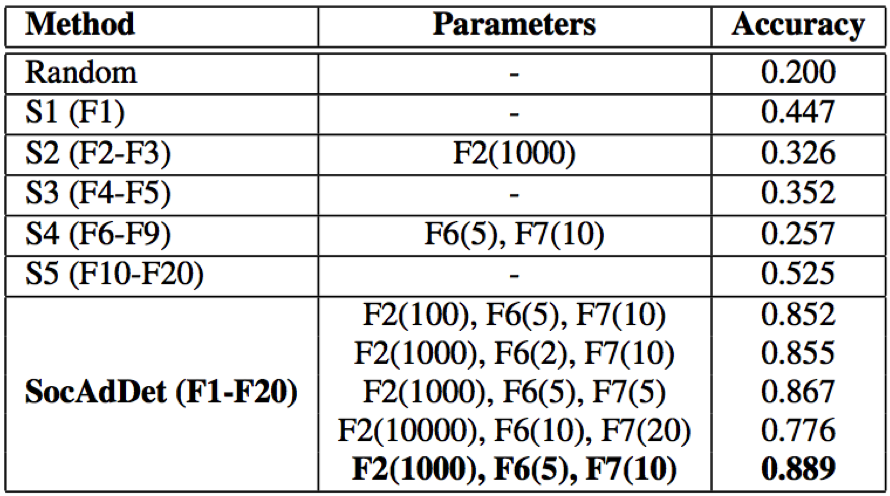 Method Parameters Accuracy
Random - 0.200
S1 (F1) - 0.447
S2 (F2-F3) F2(1000) 0.326
S3 (F4-F5) - 0.352
S4 (F6-F9) F6(5), F7(10) 0.257
S5 (F10-F20) - 0.525
F2(100), F6(5), F7(10) 0.852
F2(1000), F6(2), F7(10) 0.855
SocAdDet (F1-F20) F2(1000), F6(5), F7(5) 0.867
F2(10000), F6(10), F7(20) 0.776
F2(1000), F6(5), F7(10) 0.889